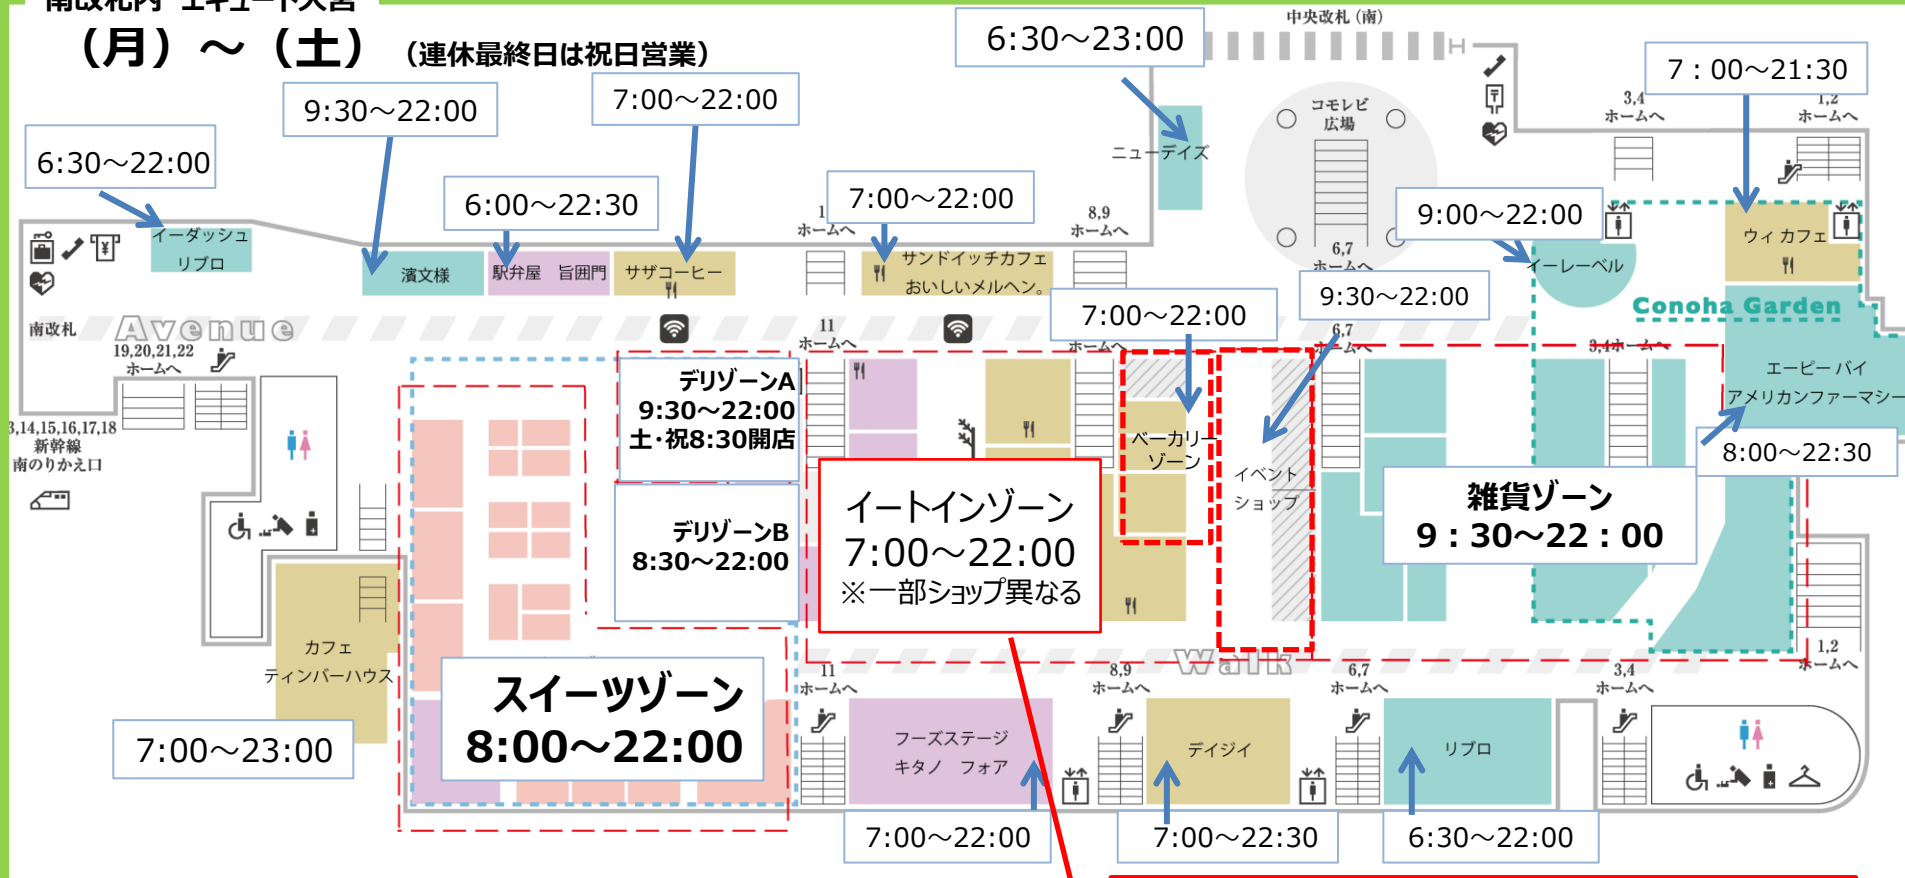 南改札内 エキュート大宮
（月）～（土）（連休最終日は祝日営業）
中央改札（南）
6:30～23:00
7：00～21:30
9:30～22:00
7:00～22:00
6:30～22:00
6:00～22:30
7:00～22:00
9:00～22:00
3,4
ホームへ
1,2
ホームへ
コモレビ
広場
ニューデイズ
イーダッシュ
リブロ
濱文様
駅弁屋 旨囲門
サザコーヒー
ホームへ
サンドイッチカフェ
おいしいメルヘン。
8,9
ホームへ
6,7
ホームへ
イーレーベル
ウィ カフェ
Conoha Garden
9:30～22:00
7:00～22:00
南改札
Avenue
19,20,21,22
ホームへ
11
ホームへ
ホームへ
6,7
ホームへ
3,4ホームへ
エーピー バイ
アメリカンファーマシー
8:00～22:30
デリゾーンA
9:30～22:00
土・祝8:30開店
デリゾーンB
8:30～22:00
イートインゾーン
7:00～22:00
※一部ショップ異なる
ベーカリー
ゾーン
イベント
ショップ
雑貨ゾーン
9：30～22：00
3,14,15,16,17,18
新幹線
南のりかえ口
カフェ
ティンバーハウス
7:00～23:00
スイーツゾーン
8:00～22:00
Walk
11
ホームへ
8,9
ホームへ
6,7
ホームへ
3,4
ホームへ
1,2
ホームへ
フーズステージ
キタノ フォア
デイジイ
リブロ
7:00～22:00
7:00～22:30
6:30～22:00